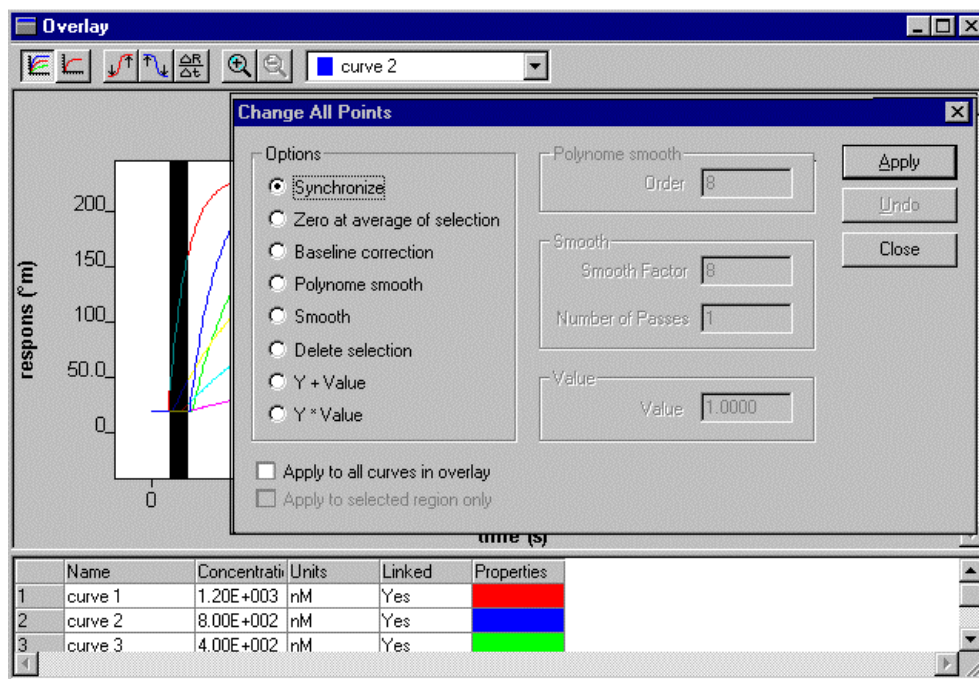 Overlay
ΔR
Δt
curve 2
Change All Points
Options
Synchronize
Zero at average of selection
Baseline correction
Polynome smooth
Smooth
Delete selection
Y + Value
Y * Value
Polynome smooth
Order 8
Smooth
Smooth Factor 8
Number of Passes 1
Value
Value 1.0000
Apply
Undo
Close
Apply to all curves in overlay
Apply to selected region only
respons (°m)
200
150
100
50.0
0
0
time (s)
Name Concentrati Units Linked Properties
1 curve 1 1.20E+003 nM Yes
2 curve 2 8.00E+002 nM Yes
3 curve 3 4.00E+002 nM Yes